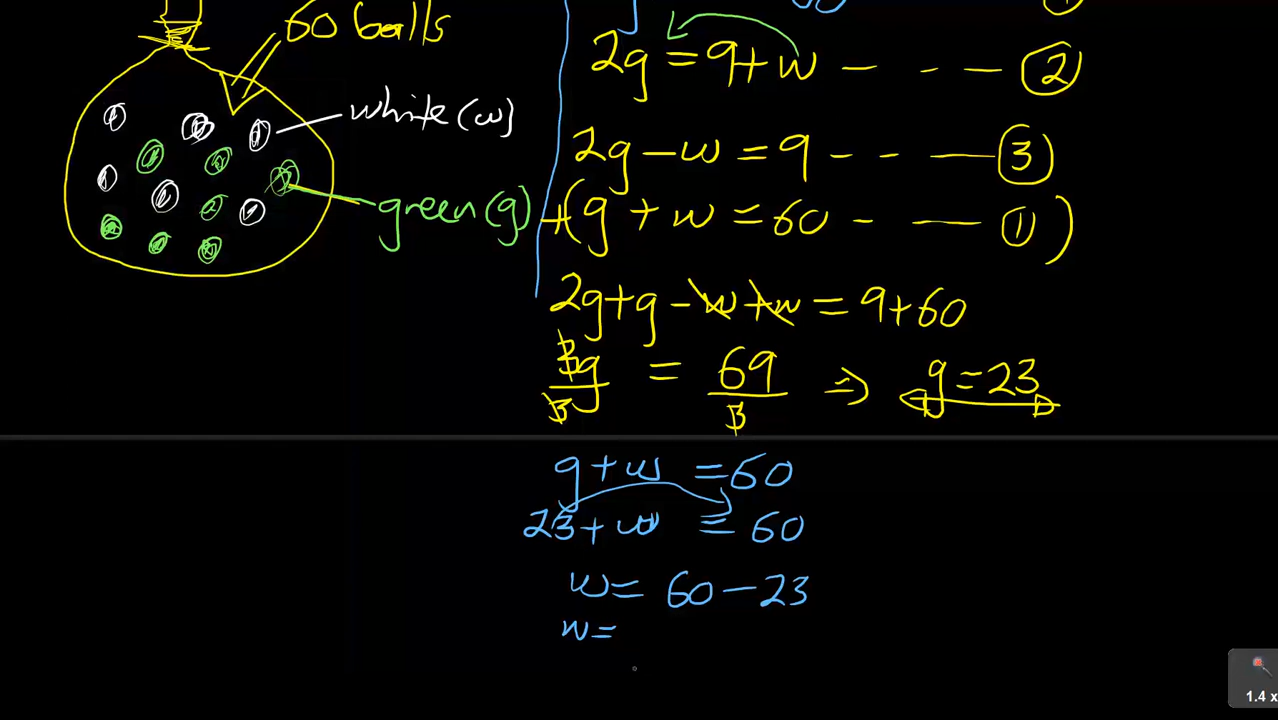 60 balls
white (w)
green (g)
2g = 9 + w - - - — ②
2g - w = 9 - - — ③
+(g + w = 60 - — ①)
2g + g - w + w = 9 + 60
3g/3 = 69/3 => g = 23
g + w = 60
23 + w = 60
w = 60 - 23
w =
1.4 x